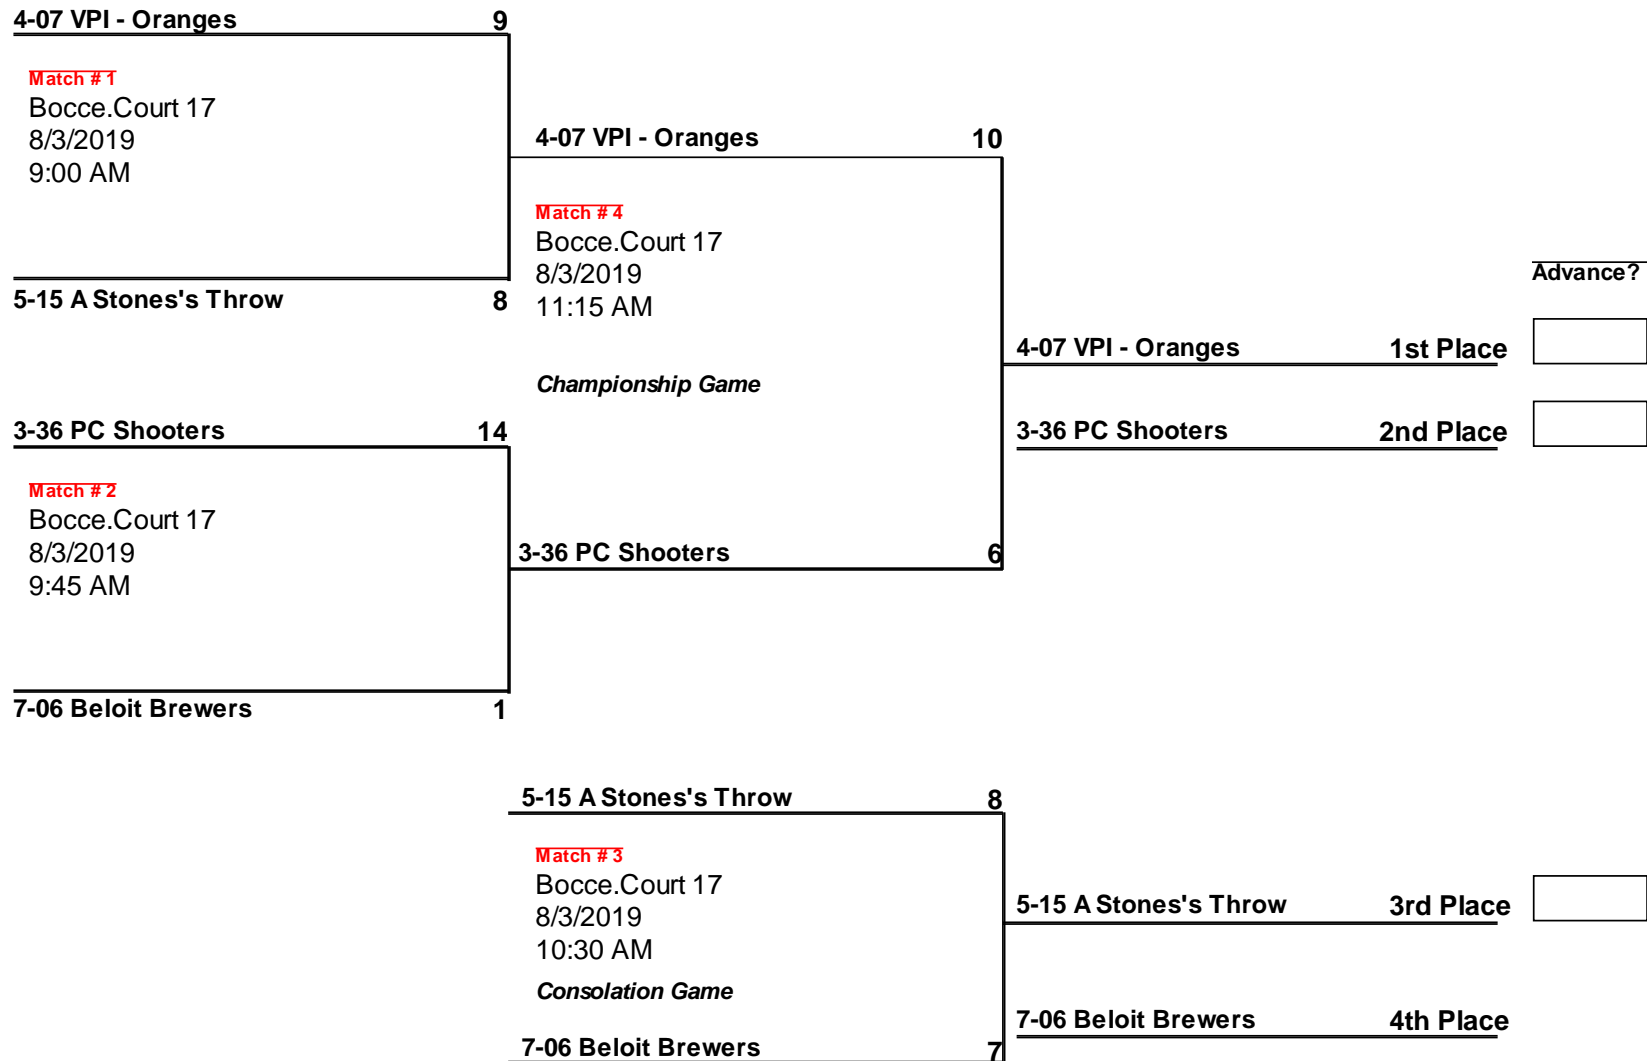 4-07 VPI - Oranges 9
Match # 1
Bocce.Court 17
8/3/2019
9:00 AM
5-15 A Stones's Throw 8
3-36 PC Shooters 14
Match # 2
Bocce.Court 17
8/3/2019
9:45 AM
7-06 Beloit Brewers 1
4-07 VPI - Oranges 10
Match # 4
Bocce.Court 17
8/3/2019
11:15 AM
Championship Game
3-36 PC Shooters 6
Advance?
4-07 VPI - Oranges 1st Place
3-36 PC Shooters 2nd Place
5-15 A Stones's Throw 8
Match # 3
Bocce.Court 17
8/3/2019
10:30 AM
Consolation Game
7-06 Beloit Brewers 7
5-15 A Stones's Throw 3rd Place
7-06 Beloit Brewers 4th Place